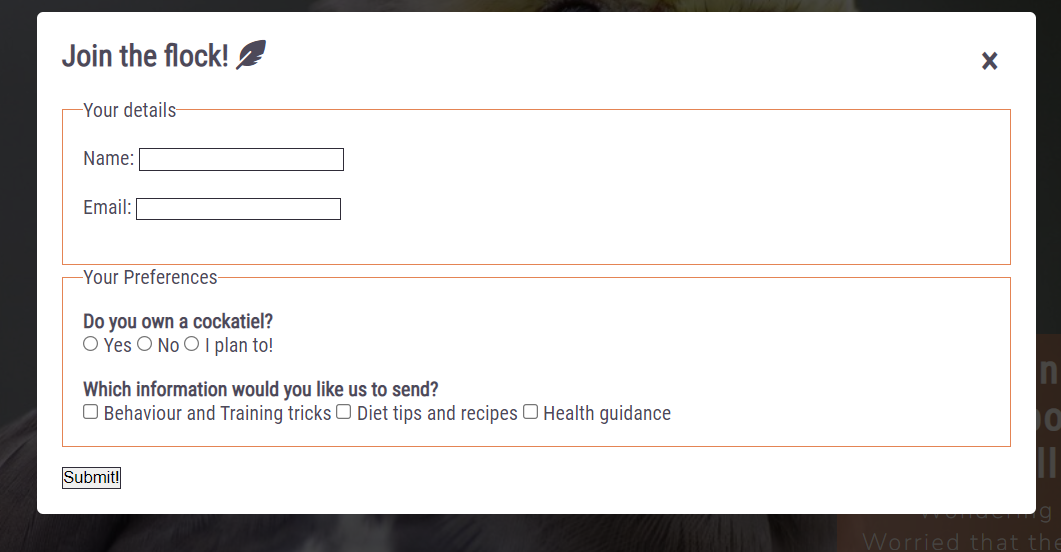 Join the flock!
×
Your details
Name:
Email:
Your Preferences
Do you own a cockatiel?
Yes No I plan to!
Which information would you like us to send?
Behaviour and Training tricks Diet tips and recipes Health guidance
Submit!
Wondering
Worried that the